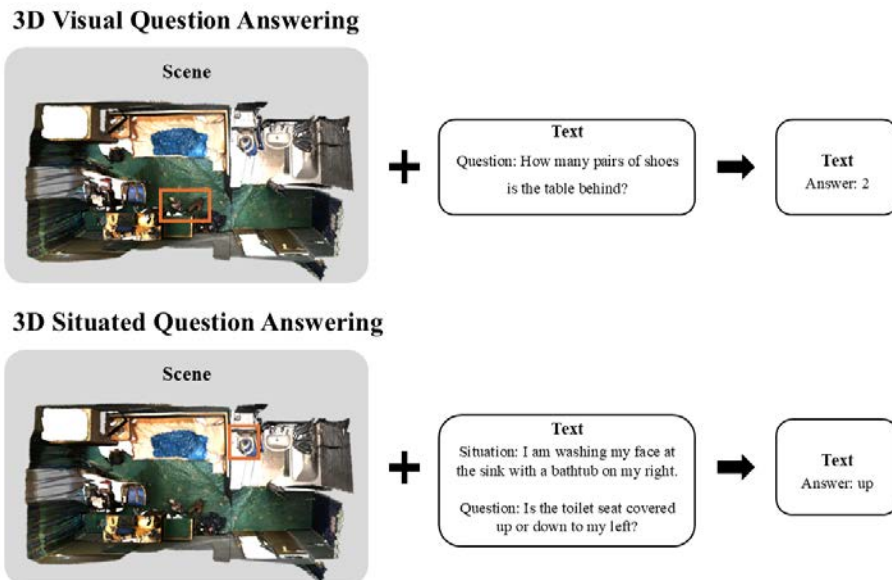 3D Visual Question Answering
Scene
Text
Question: How many pairs of shoes
is the table behind?
Text
Answer: 2
3D Situated Question Answering
Scene
Text
Situation: I am washing my face at
the sink with a bathtub on my right.
Question: Is the toilet seat covered
up or down to my left?
Text
Answer: up